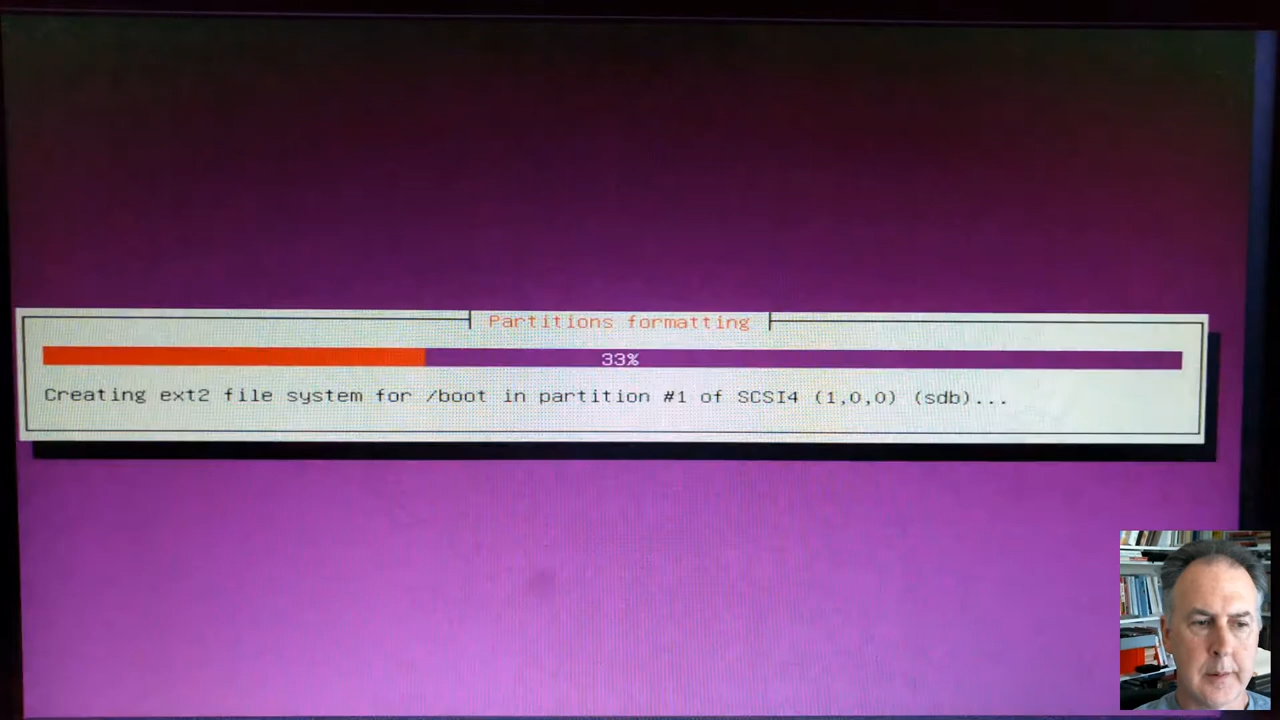 Partitions formatting
33%
Creating ext2 file system for /boot in partition #1 of SCSI4 (1,0,0) (sdb)...